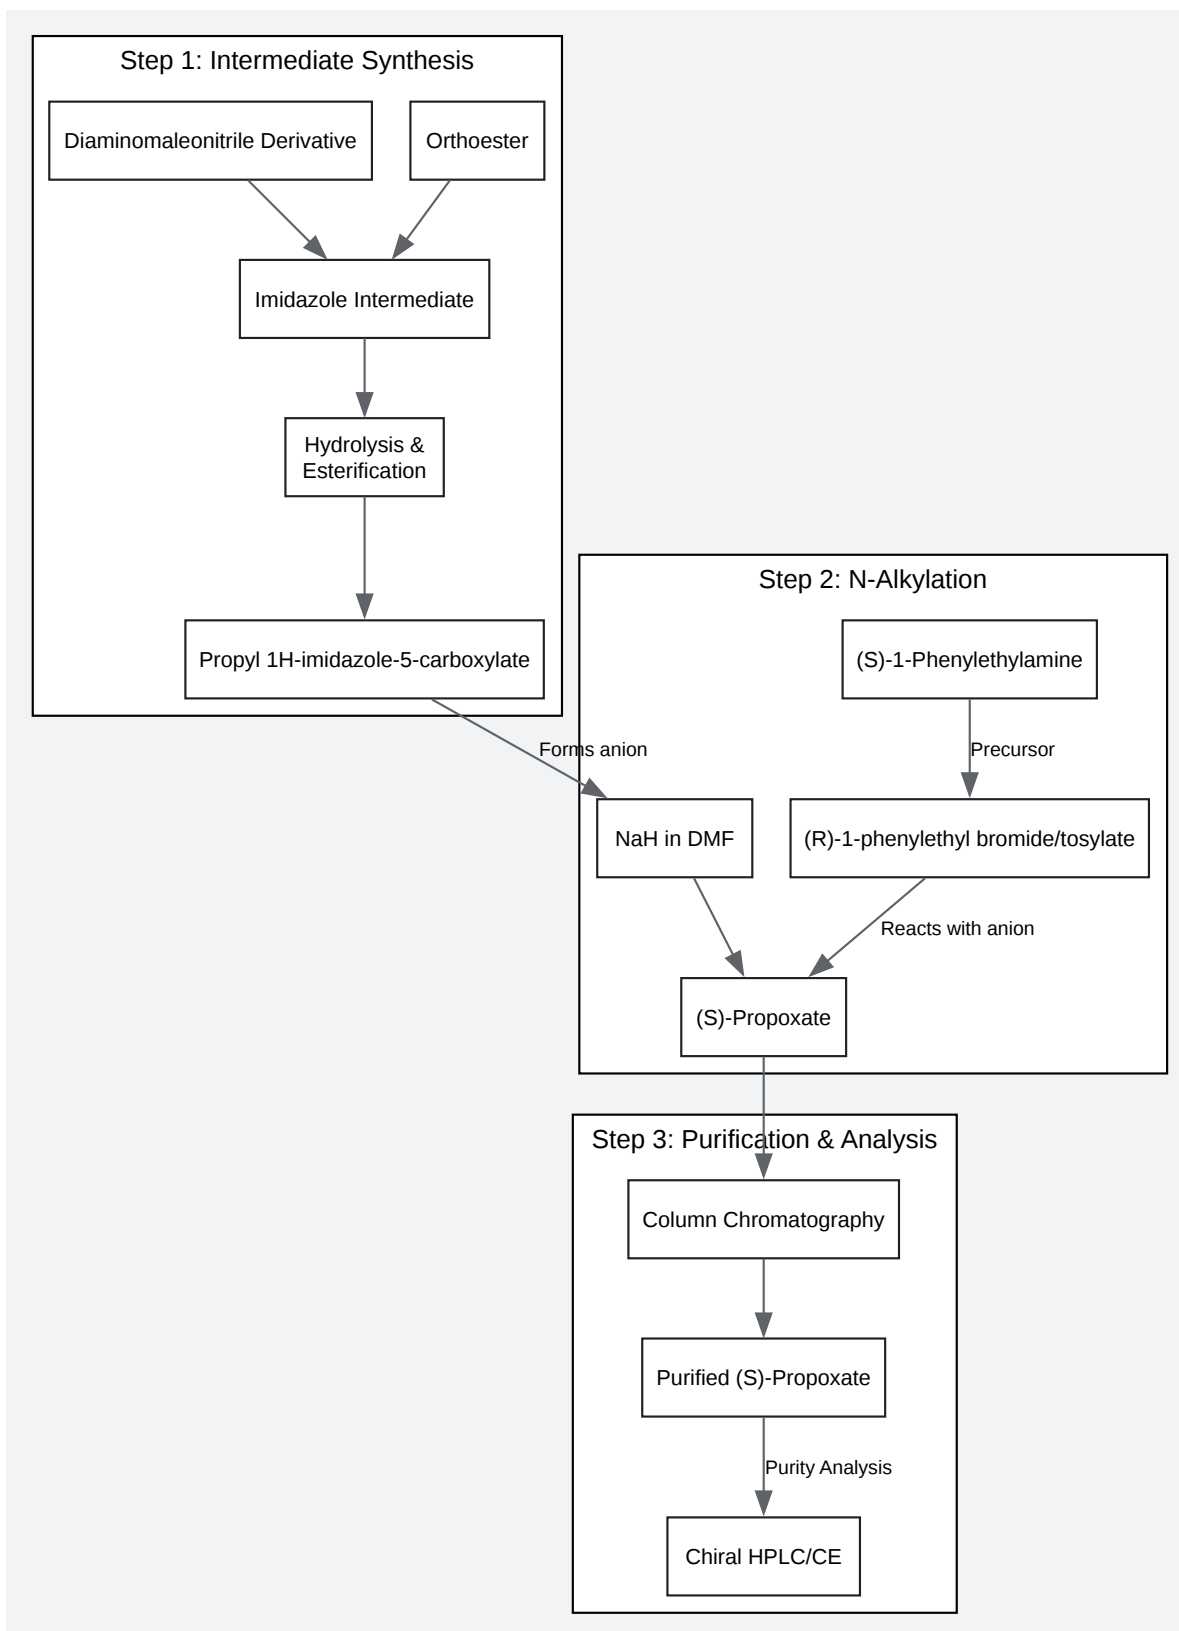 Step 1: Intermediate Synthesis
Diaminomaleonitrile Derivative
Orthoester
Imidazole Intermediate
Hydrolysis &
Esterification
Propyl 1H-imidazole-5-carboxylate
Step 2: N-Alkylation
(S)-1-Phenylethylamine
Forms anion
Precursor
NaH in DMF
(R)-1-phenylethyl bromide/tosylate
Reacts with anion
(S)-Propoxate
Step 3: Purification & Analysis
Column Chromatography
Purified (S)-Propoxate
Purity Analysis
Chiral HPLC/CE